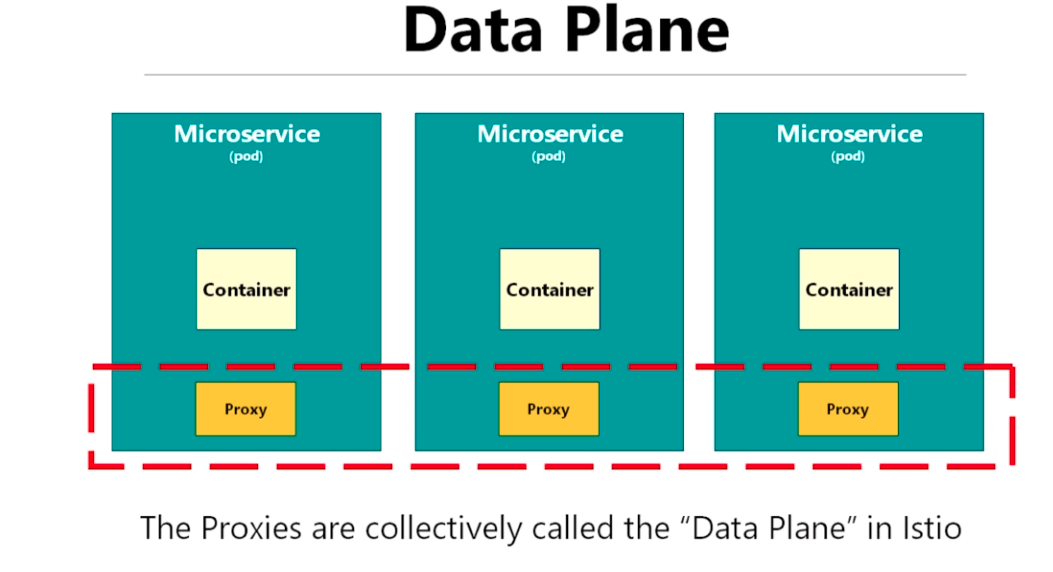 Data Plane
Microservice
(pod)
Container
Proxy
Microservice
(pod)
Container
Proxy
Microservice
(pod)
Container
Proxy
The Proxies are collectively called the “Data Plane” in Istio